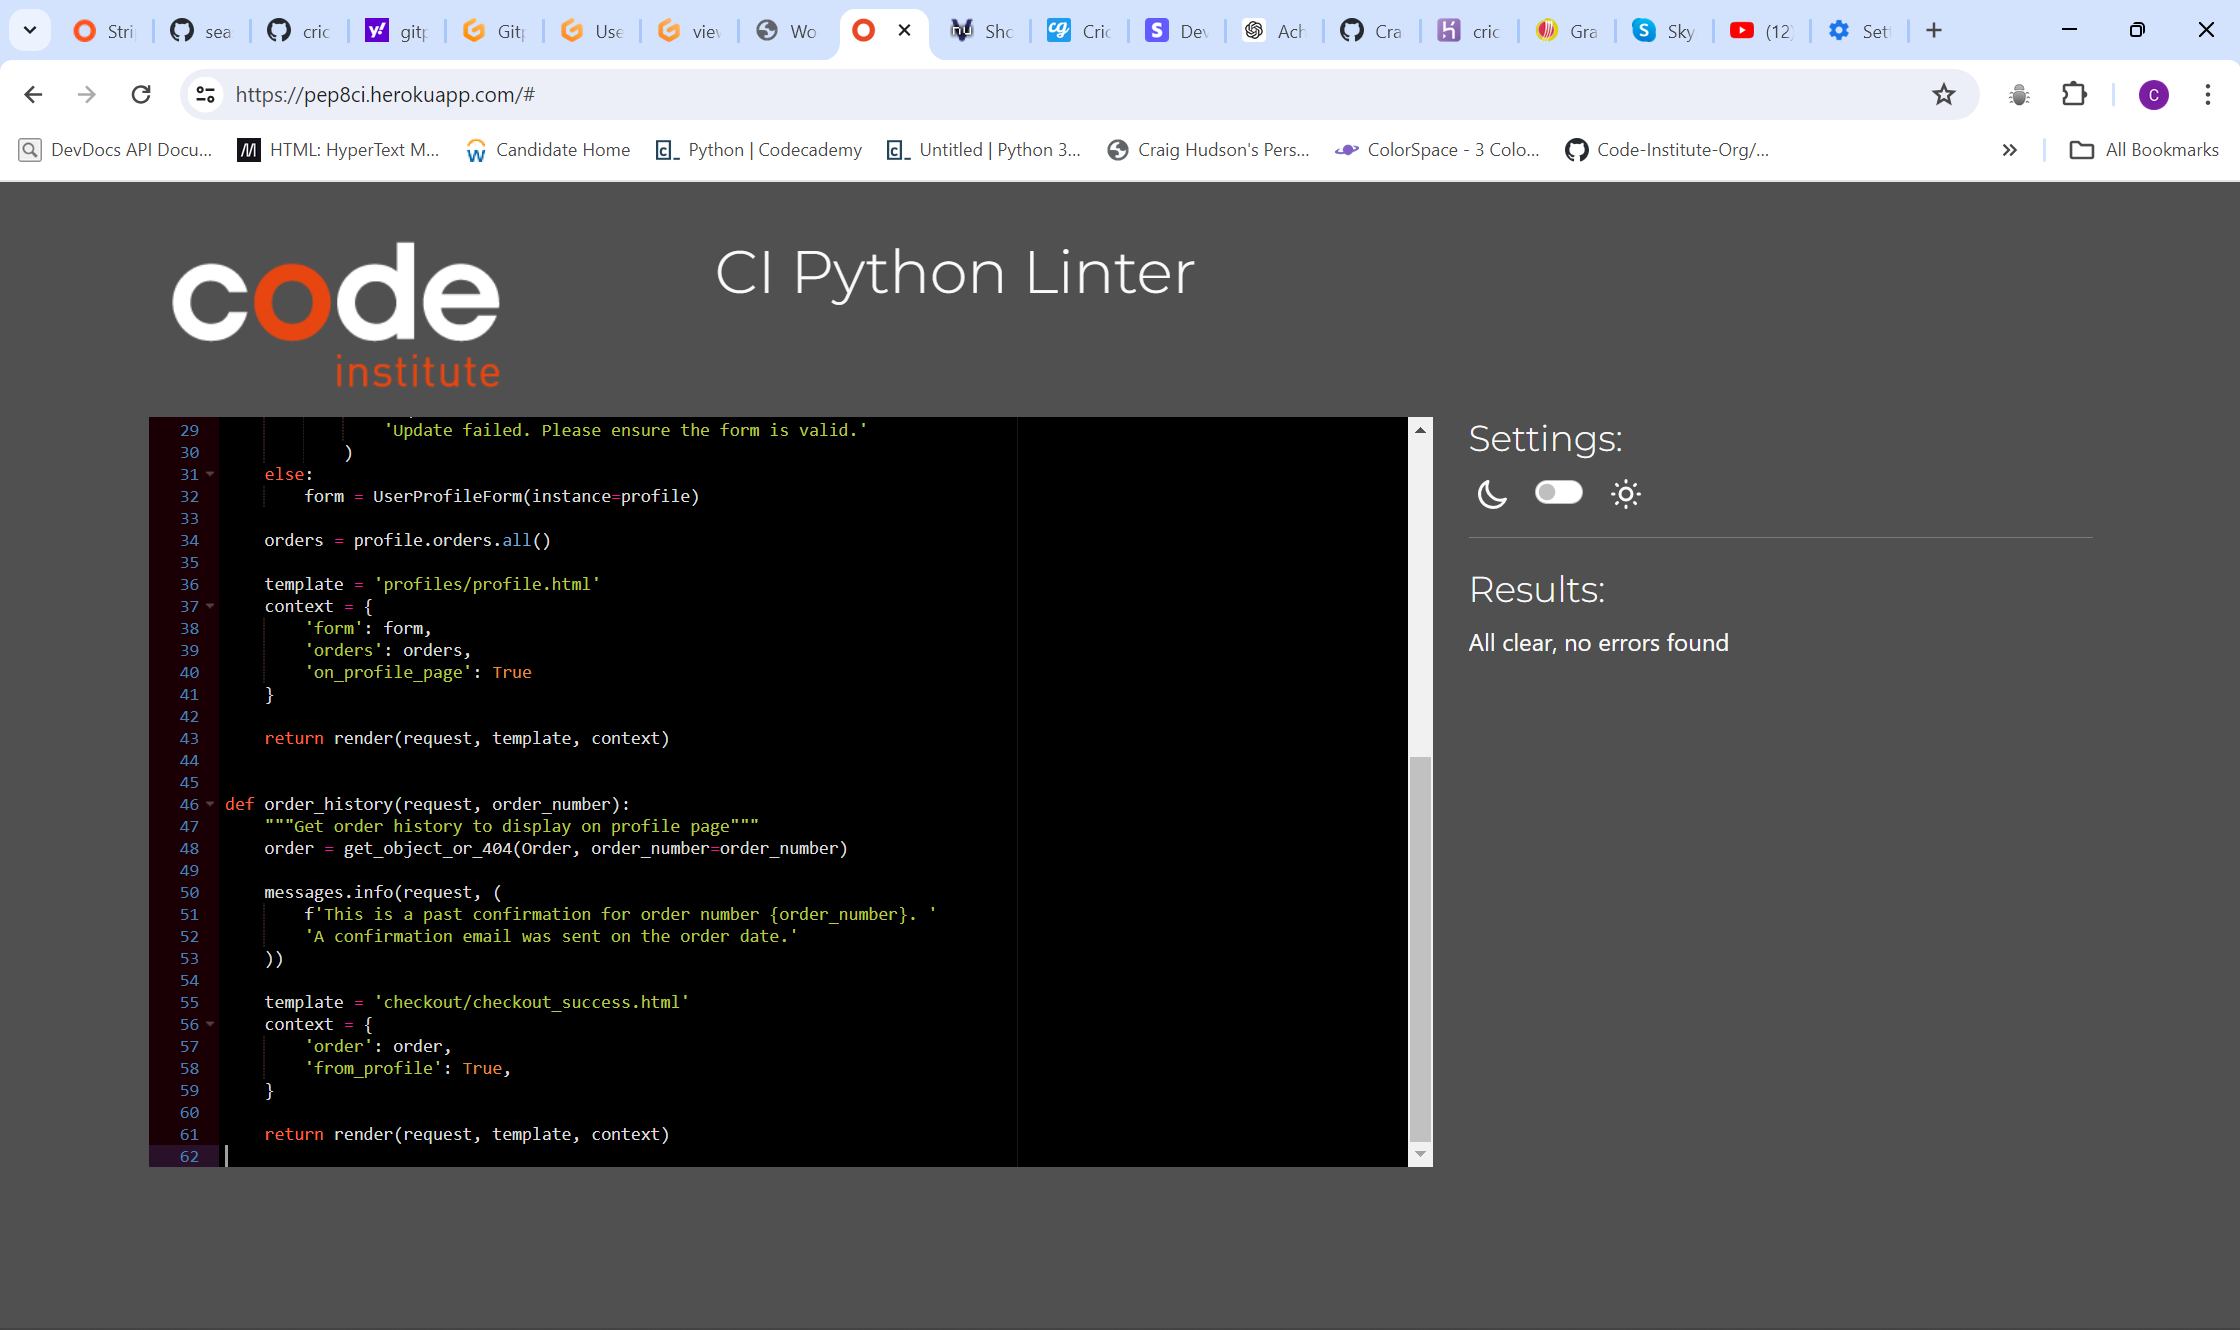 Stri
sea
cric
gitp
Gitp
Use
view
Wo
Sho
Cric
Dev
Ach
Cra
cric
Gra
Sky
(12)
Sett
https://pep8ci.herokuapp.com/#
C
DevDocs API Docu...
HTML: HyperText M...
Candidate Home
Python | Codecademy
Untitled | Python 3...
Craig Hudson's Pers...
ColorSpace - 3 Colo...
Code-Institute-Org/...
All Bookmarks
code
institute
CI Python Linter
29 'Update failed. Please ensure the form is valid.'
30 )
31 else:
32 form = UserProfileForm(instance=profile)
33
34 orders = profile.orders.all()
35
36 template = 'profiles/profile.html'
37 context = {
38 'form': form,
39 'orders': orders,
40 'on_profile_page': True
41 }
42
43 return render(request, template, context)
44
45
46 def order_history(request, order_number):
47 """Get order history to display on profile page"""
48 order = get_object_or_404(Order, order_number=order_number)
49
50 messages.info(request, (
51 f'This is a past confirmation for order number {order_number}. '
52 'A confirmation email was sent on the order date.'
53 ))
54
55 template = 'checkout/checkout_success.html'
56 context = {
57 'order': order,
58 'from_profile': True,
59 }
60
61 return render(request, template, context)
62
Settings:
Results:
All clear, no errors found